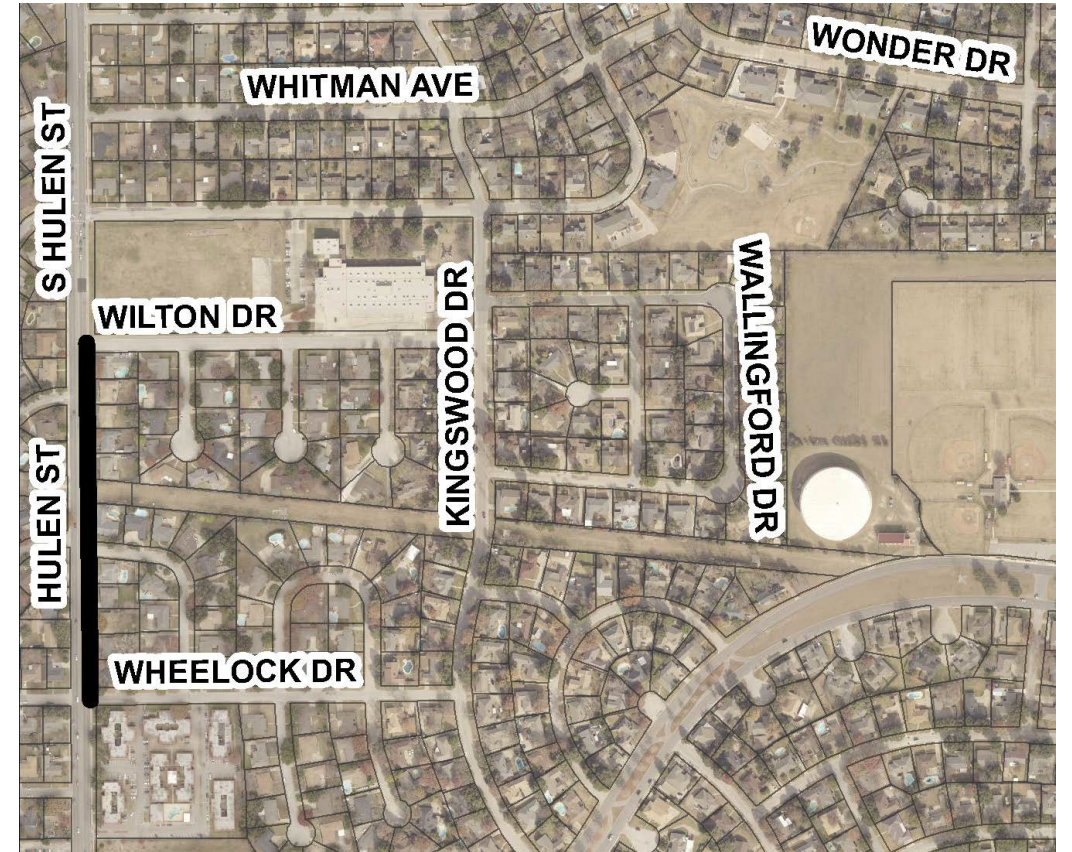 WONDER DR
WHITMAN AVE
S HULEN ST
WILTON DR
KINGSWOOD DR
WALLINGFORD DR
HULEN ST
WHEELOCK DR